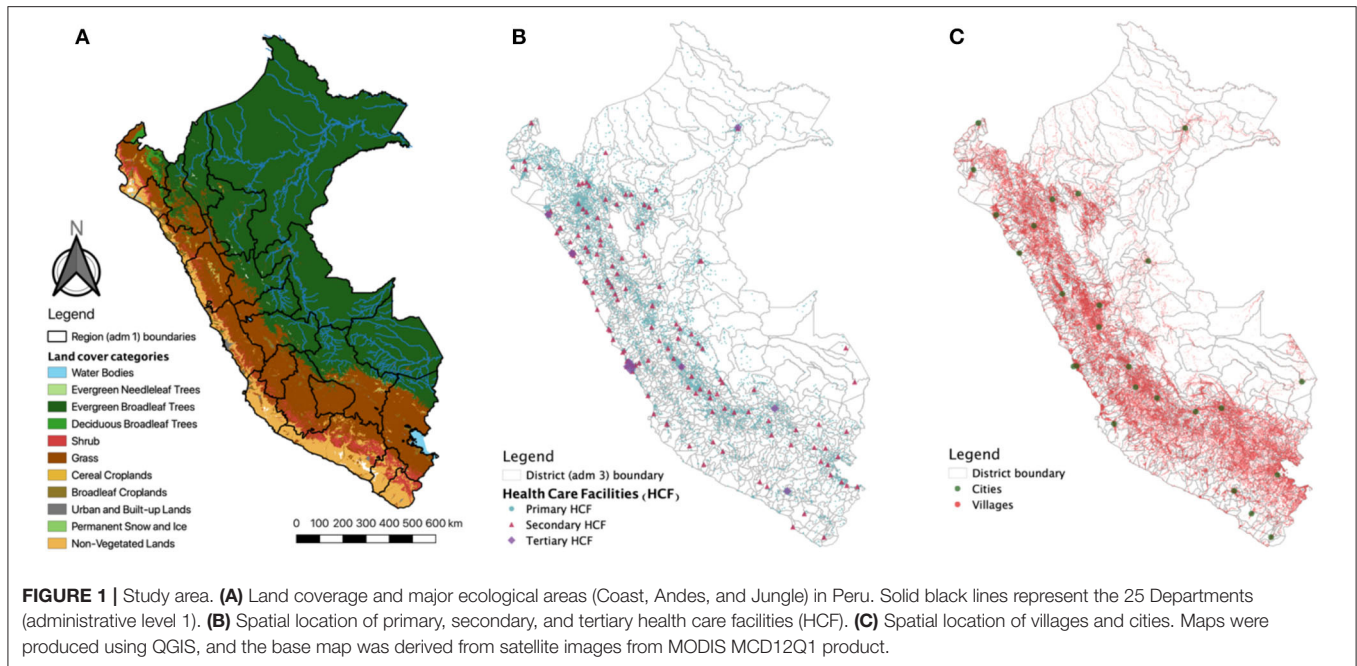 A
N
Legend
Region (adm 1) boundaries
Land cover categories
Water Bodies
Evergreen Needleleaf Trees
Evergreen Broadleaf Trees
Deciduous Broadleaf Trees
Shrub
Grass
Cereal Croplands
Broadleaf Croplands
Urban and Built-up Lands
Permanent Snow and Ice
Non-Vegetated Lands
0 100 200 300 400 500 600 km
B
Legend
District (adm 3) boundary
Health Care Facilities (HCF)
Primary HCF
Secondary HCF
Tertiary HCF
C
Legend
District boundary
Cities
Villages
FIGURE 1 | Study area. (A) Land coverage and major ecological areas (Coast, Andes, and Jungle) in Peru. Solid black lines represent the 25 Departments
(administrative level 1). (B) Spatial location of primary, secondary, and tertiary health care facilities (HCF). (C) Spatial location of villages and cities. Maps were
produced using QGIS, and the base map was derived from satellite images from MODIS MCD12Q1 product.